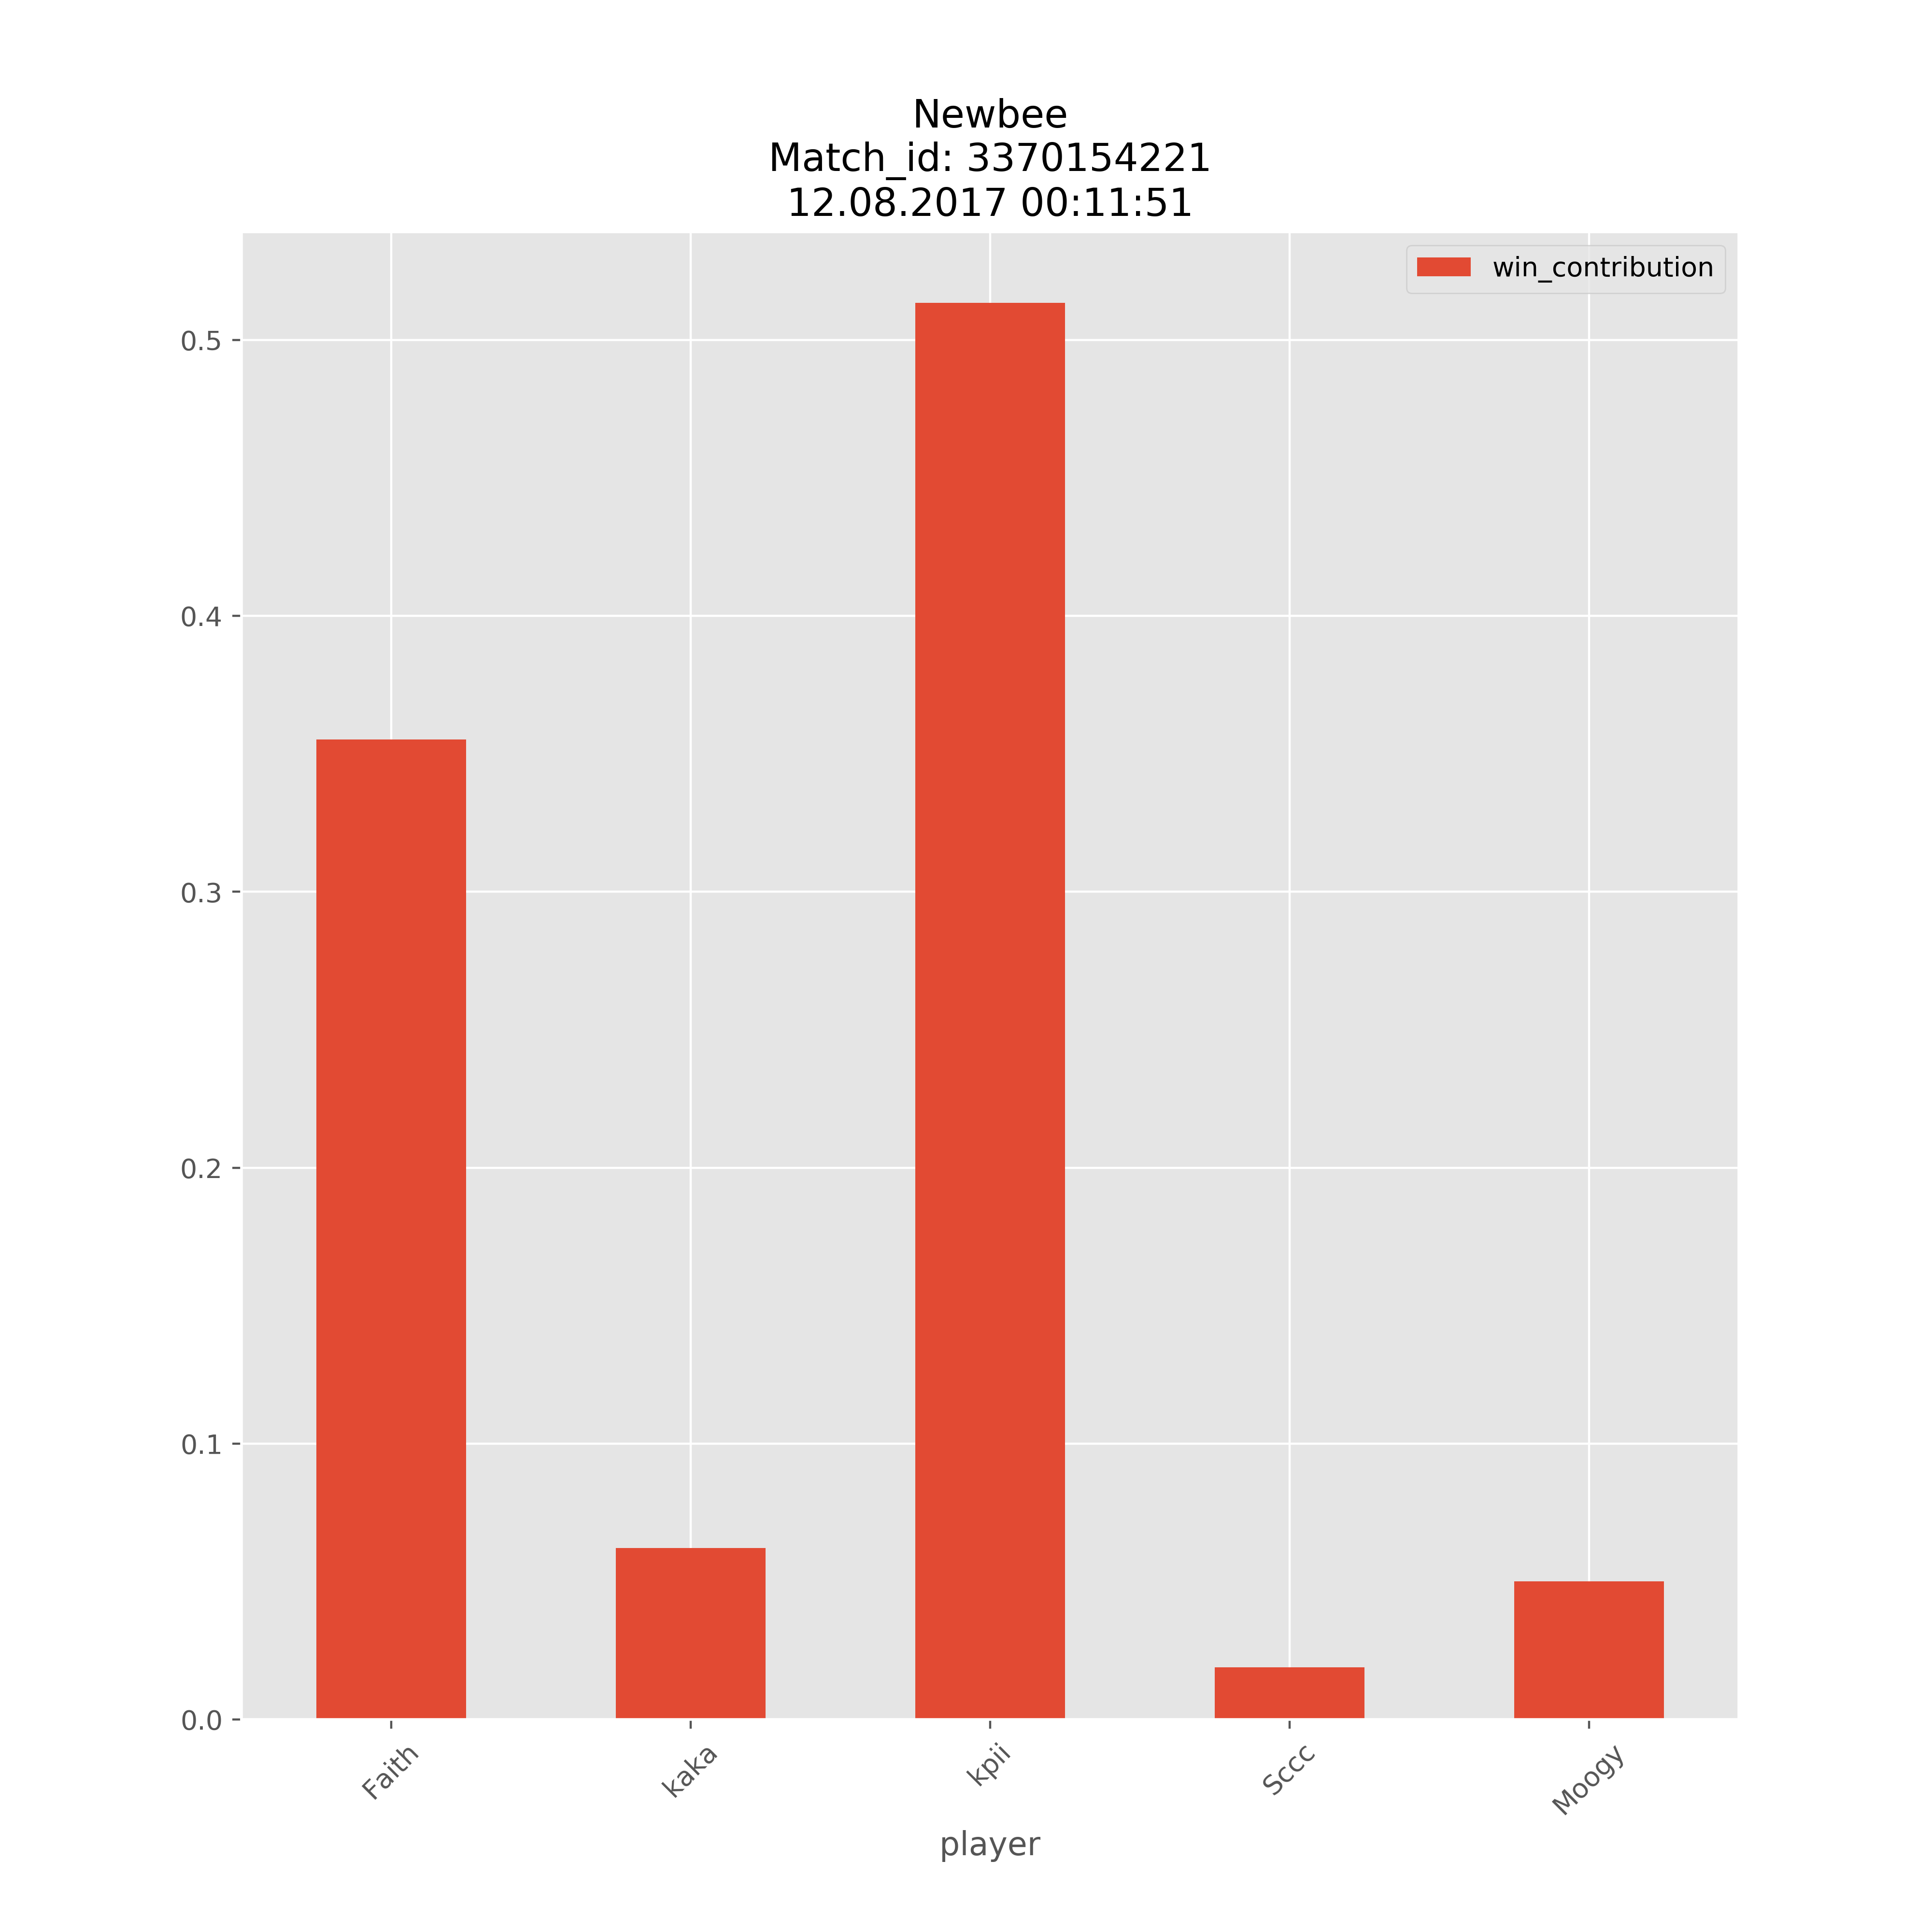 Newbee
Match_id: 3370154221
12.08.2017 00:11:51
win_contribution
0.5
0.4
0.3
0.2
0.1
0.0
Faith
kaka
kpii
Sccc
Moogy
player